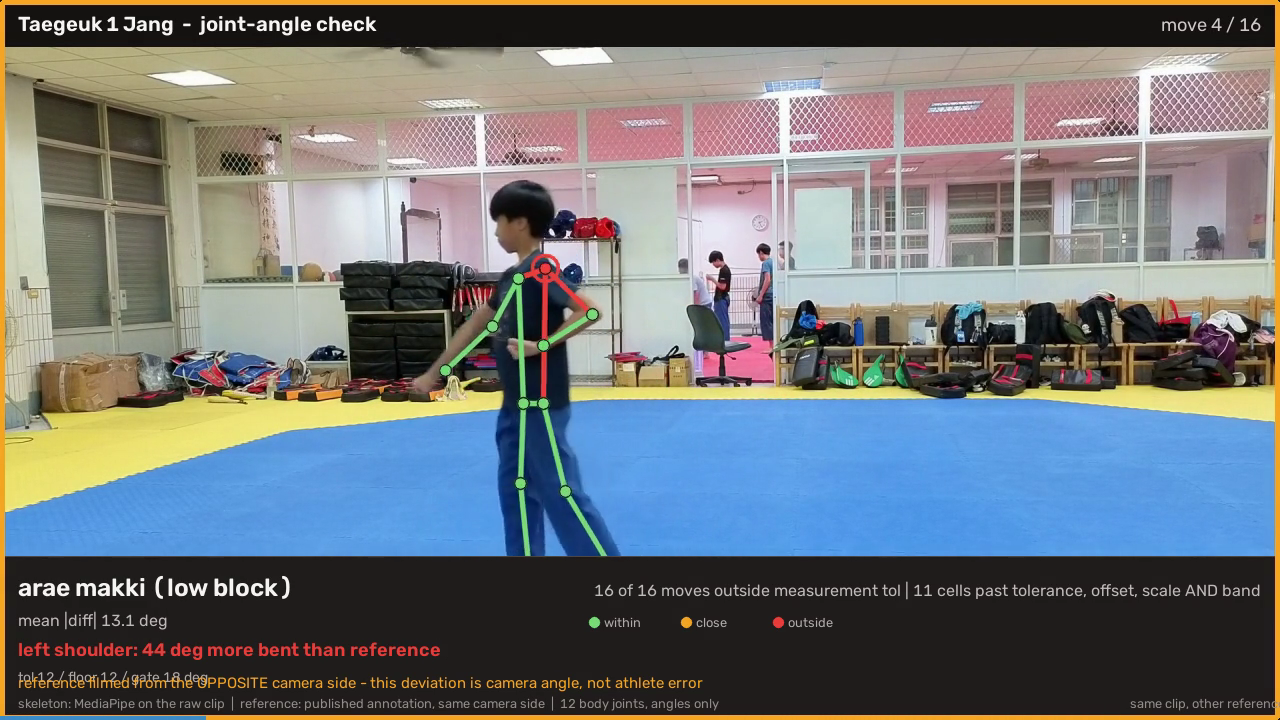 Taegeuk 1 Jang - joint-angle check
move 4 / 16
arae makki (low block)
16 of 16 moves outside measurement tol | 11 cells past tolerance, offset, scale AND band
mean |diff| 13.1 deg
within close outside
left shoulder: 44 deg more bent than reference
tol 12 / floor 12 / gate 18 deg
reference filmed from the OPPOSITE camera side - this deviation is camera angle, not athlete error
skeleton: MediaPipe on the raw clip | reference: published annotation, same camera side | 12 body joints, angles only
same clip, other referenc